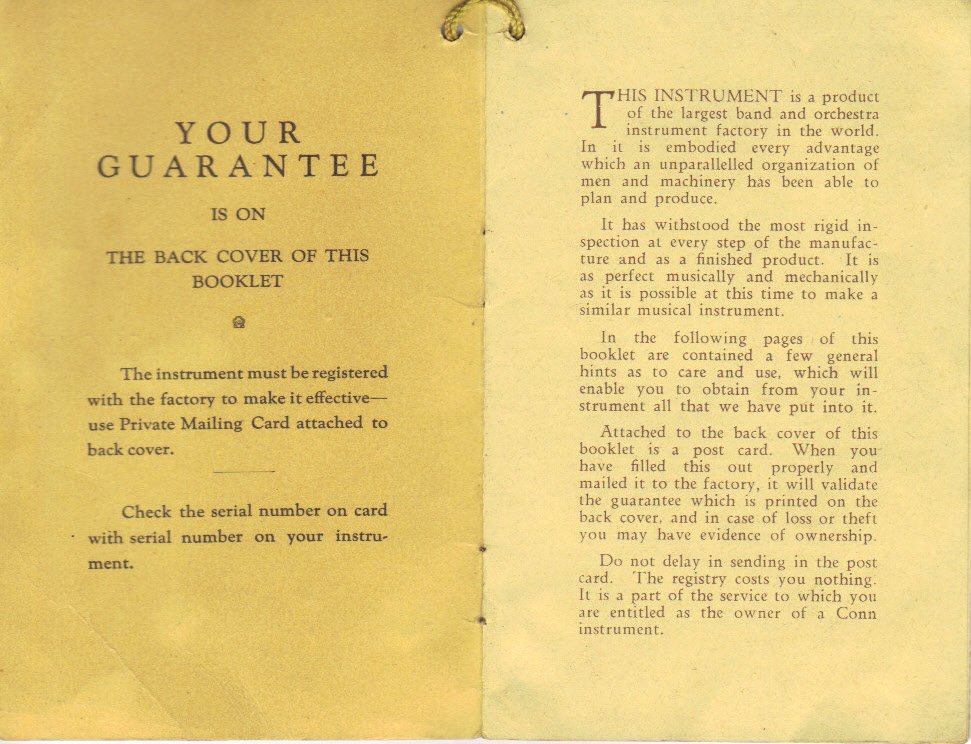 YOUR
GUARANTEE
IS ON
THE BACK COVER OF THIS
BOOKLET
The instrument must be registered
with the factory to make it effective—
use Private Mailing Card attached to
back cover.
Check the serial number on card
with serial number on your instru-
ment.
THIS INSTRUMENT is a product
of the largest band and orchestra
instrument factory in the world.
In it is embodied every advantage
which an unparallelled organization of
men and machinery has been able to
plan and produce.
It has withstood the most rigid in-
spection at every step of the manufac-
ture and as a finished product. It is
as perfect musically and mechanically
as it is possible at this time to make a
similar musical instrument.
In the following pages of this
booklet are contained a few general
hints as to care and use, which will
enable you to obtain from your in-
strument all that we have put into it.
Attached to the back cover of this
booklet is a post card. When you
have filled this out properly and
mailed it to the factory, it will validate
the guarantee which is printed on the
back cover, and in case of loss or theft
you may have evidence of ownership.
Do not delay in sending in the post
card. The registry costs you nothing.
It is a part of the service to which you
are entitled as the owner of a Conn
instrument.